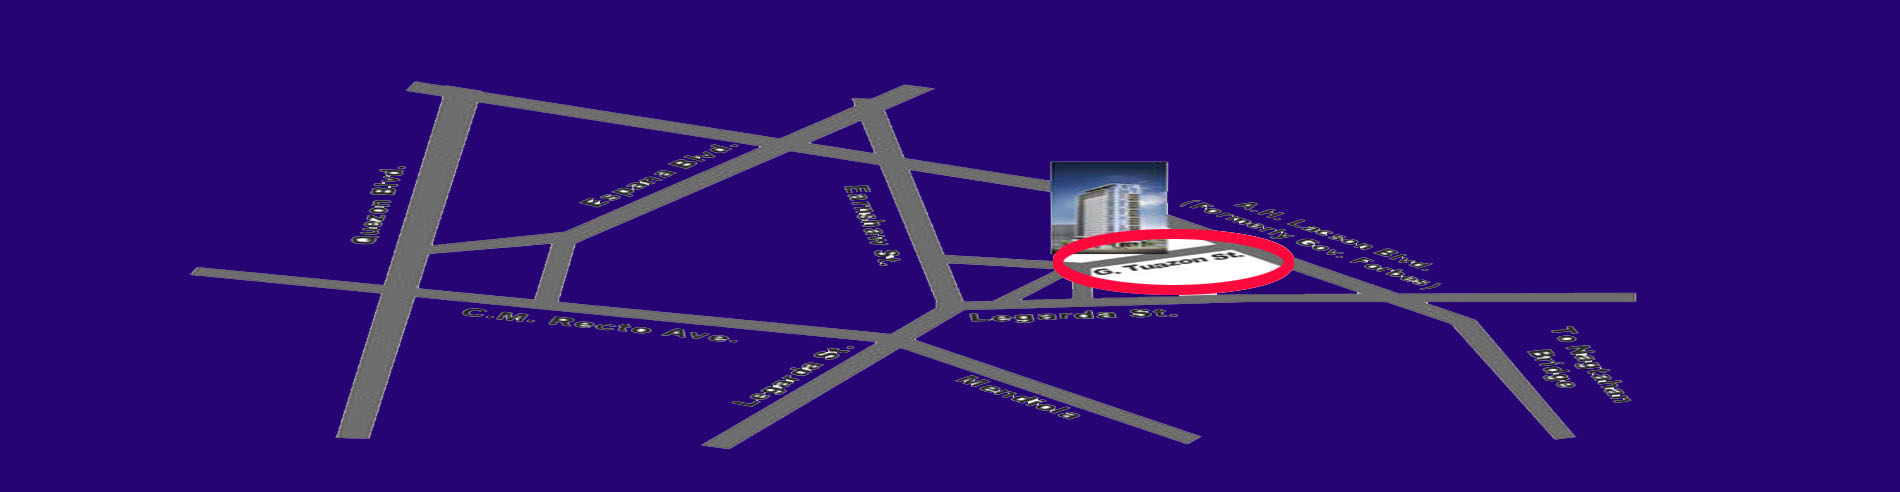 Quezon Blvd.
Espana Blvd.
Earnshaw St.
A.H. Lacson Blvd.
(Formerly Gov. Forbes)
G. Tuazon St.
C.M. Recto Ave.
Legarda St.
Legarda St.
Mendiola
To Nagtahan
Bridge